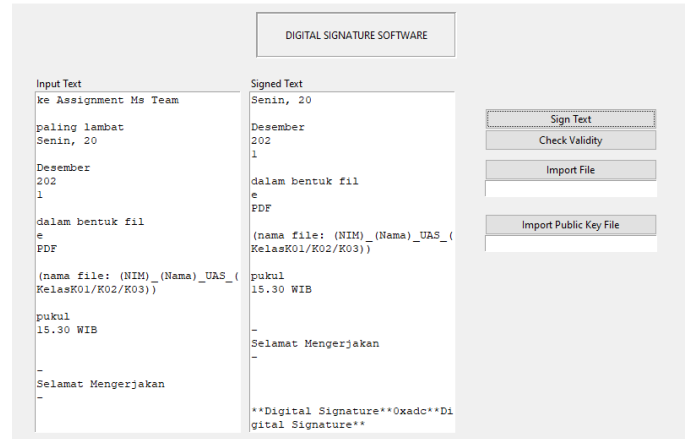 DIGITAL SIGNATURE SOFTWARE
Input Text
ke Assignment Ms Team
paling lambat
Senin, 20
Desember
202
1
dalam bentuk fil
e
PDF
(nama file: (NIM)_(Nama)_UAS_(
KelasK01/K02/K03))
pukul
15.30 WIB
–
Selamat Mengerjakan
–
Signed Text
Senin, 20
Desember
202
1
dalam bentuk fil
e
PDF
(nama file: (NIM)_(Nama)_UAS_(
KelasK01/K02/K03))
pukul
15.30 WIB
–
Selamat Mengerjakan
–
**Digital Signature**0xadc**Di
gital Signature**
Sign Text
Check Validity
Import File
Import Public Key File